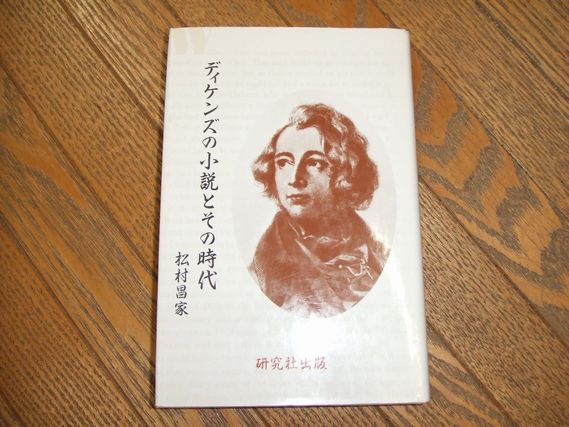 ディケンズの小説とその時代
松村昌家
研究社出版